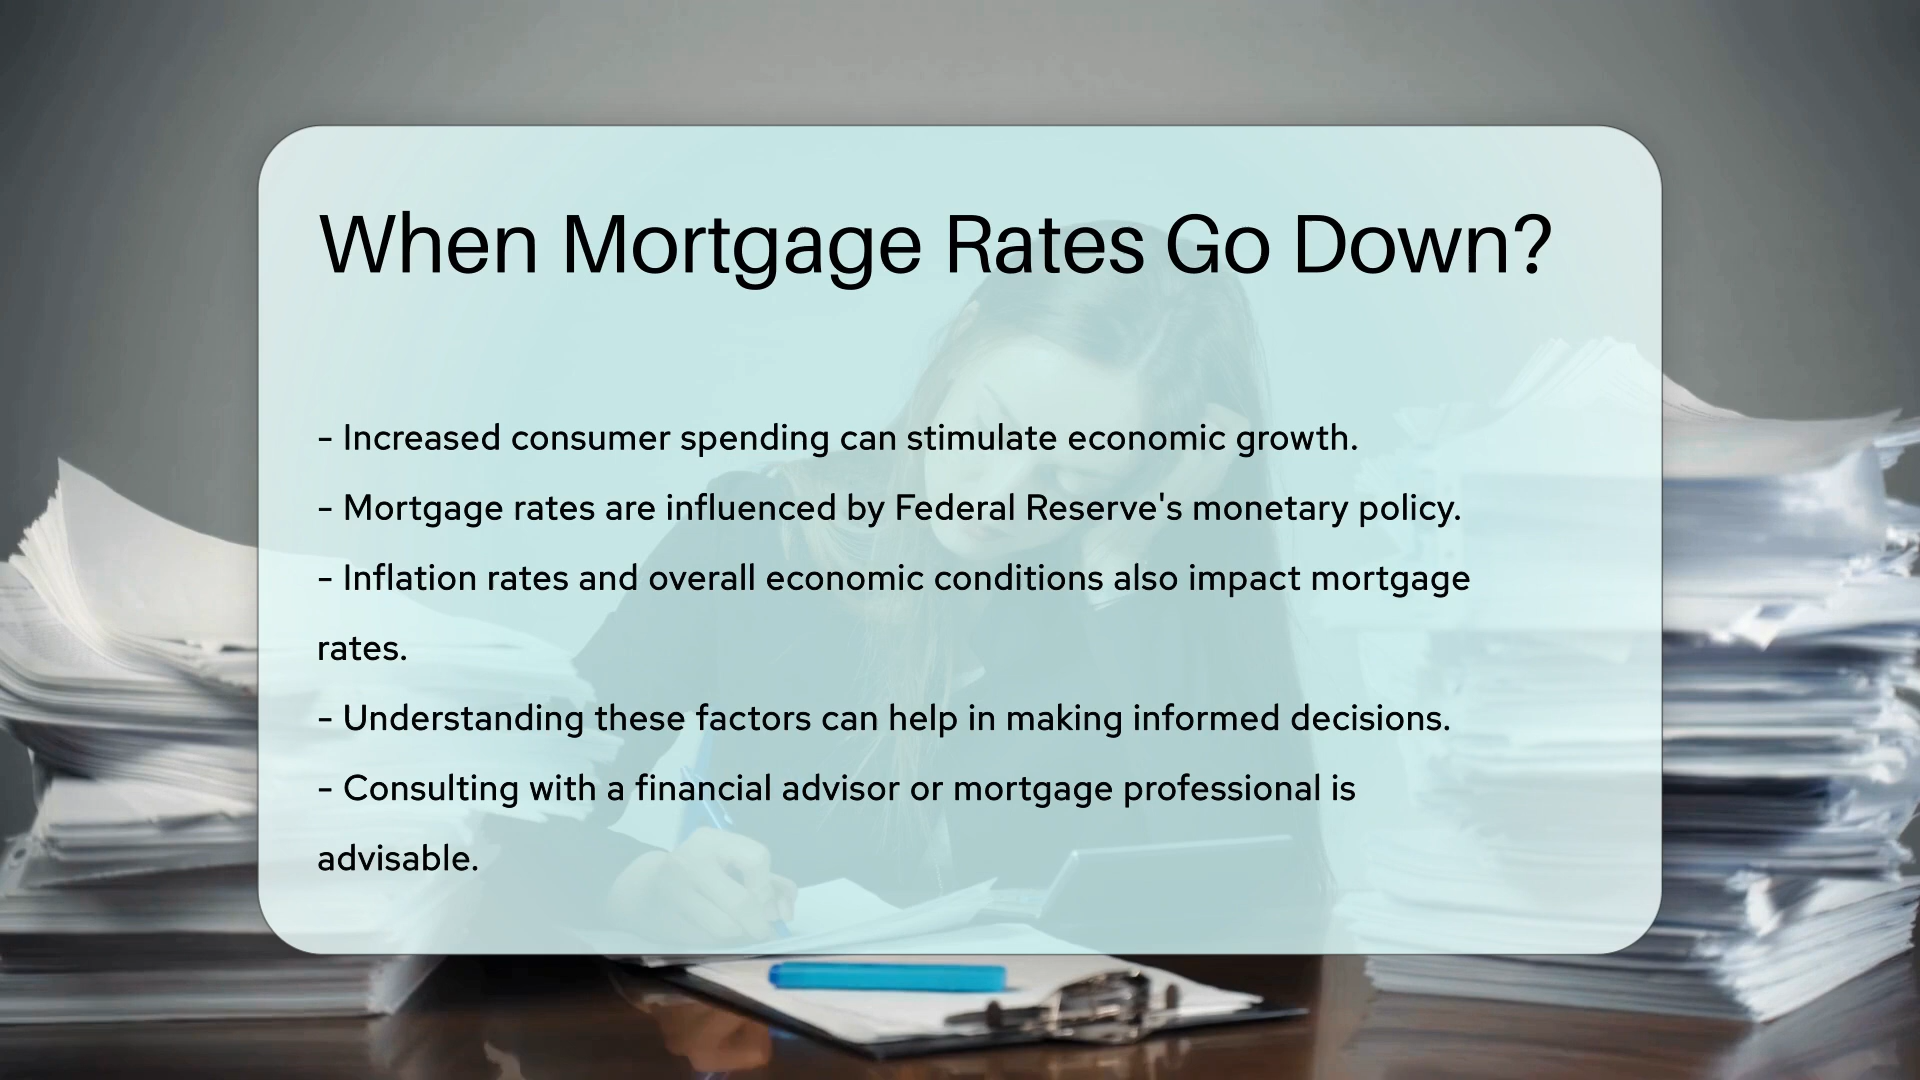 When Mortgage Rates Go Down?
- Increased consumer spending can stimulate economic growth.
- Mortgage rates are influenced by Federal Reserve's monetary policy.
- Inflation rates and overall economic conditions also impact mortgage
rates.
- Understanding these factors can help in making informed decisions.
- Consulting with a financial advisor or mortgage professional is
advisable.